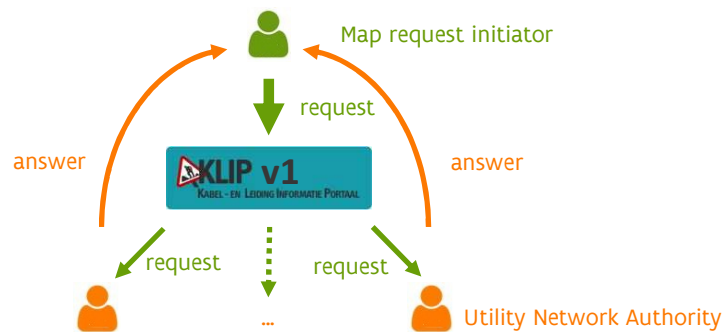 Map request initiator
request
answer
answer
KLIP v1
KABEL - EN LEIDING INFORMATIE PORTAAL
request
request
...
Utility Network Authority